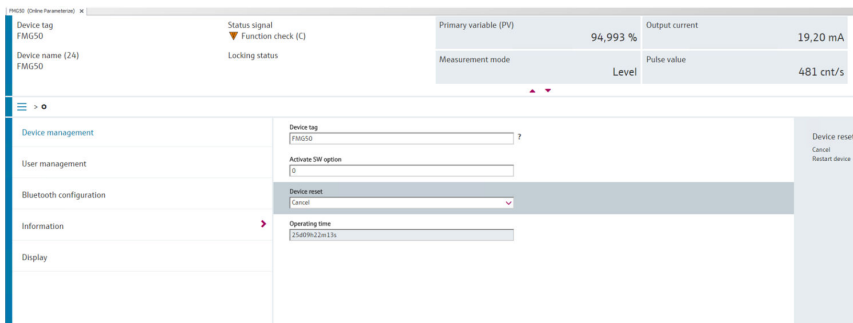 FMG50 (Online Parameterize) x
Device tag
FMG50
Status signal
Function check (C)
Primary variable (PV)
94,993 %
Output current
19,20 mA
Device name (24)
FMG50
Locking status
Measurement mode
Level
Pulse value
481 cnt/s
>
Device management
User management
Bluetooth configuration
Information
Display
Device tag
FMG50
?
Activate SW option
0
Device reset
Cancel
Operating time
25d09h22m13s
Device reset
Cancel
Restart device